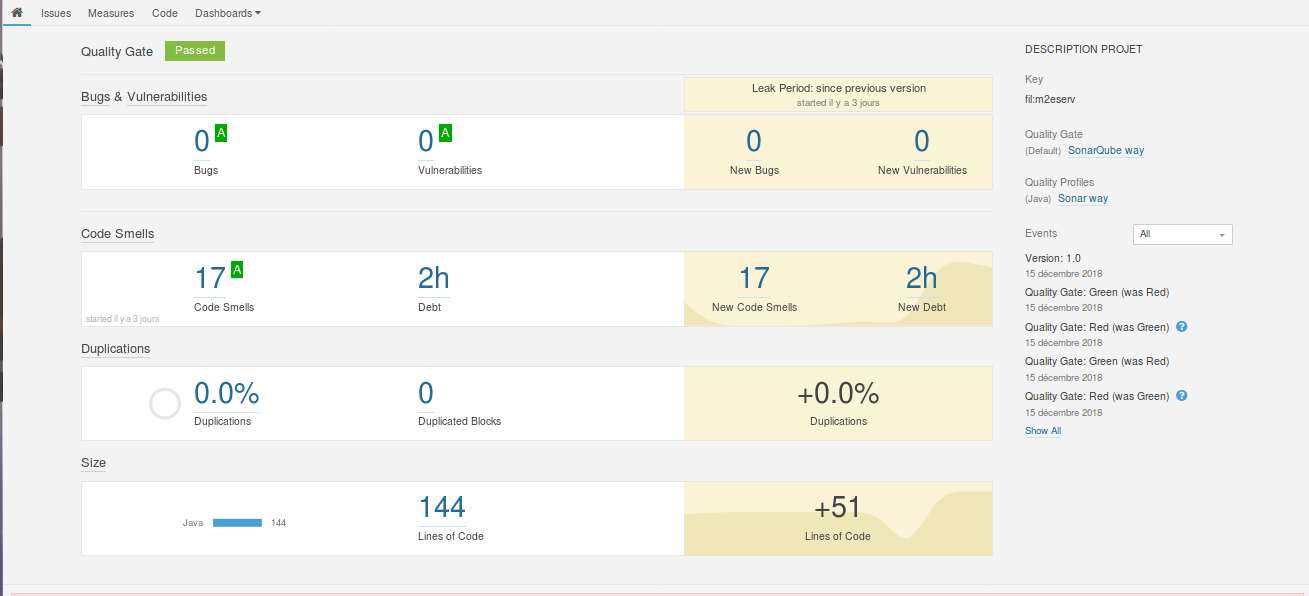 Issues Measures Code Dashboards
Quality Gate Passed
Bugs & Vulnerabilities
Leak Period: since previous version
started il y a 3 jours
0 A 0 A 0 0
Bugs Vulnerabilities New Bugs New Vulnerabilities
Code Smells
17 A 2h 17 2h
Code Smells Debt New Code Smells New Debt
started il y a 3 jours
Duplications
0.0% 0 +0.0%
Duplications Duplicated Blocks Duplications
Size
144 +51
Java 144
Lines of Code Lines of Code
DESCRIPTION PROJET
Key
fil:m2eserv
Quality Gate
(Default) SonarQube way
Quality Profiles
(Java) Sonar way
Events All
Version: 1.0
15 décembre 2018
Quality Gate: Green (was Red)
15 décembre 2018
Quality Gate: Red (was Green) ?
15 décembre 2018
Quality Gate: Green (was Red)
15 décembre 2018
Quality Gate: Red (was Green) ?
15 décembre 2018
Show All